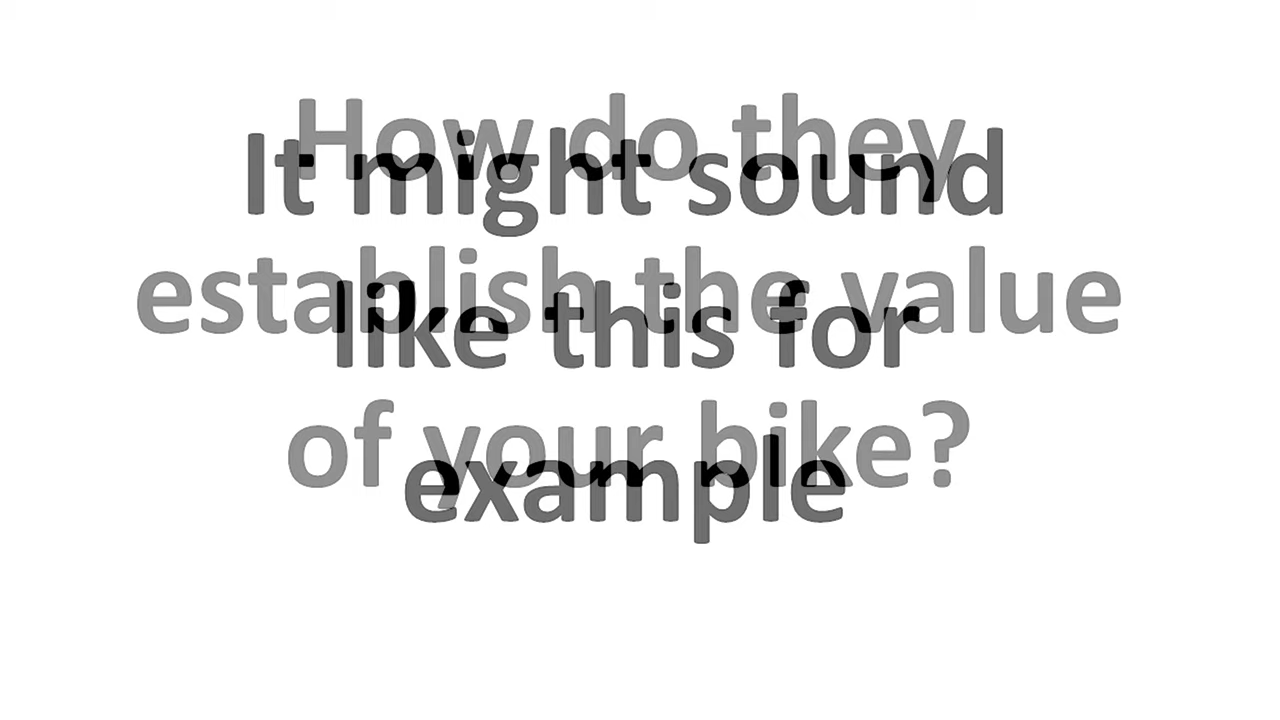 How do they
establish the value
of your bike?
It might sound
like this for
example